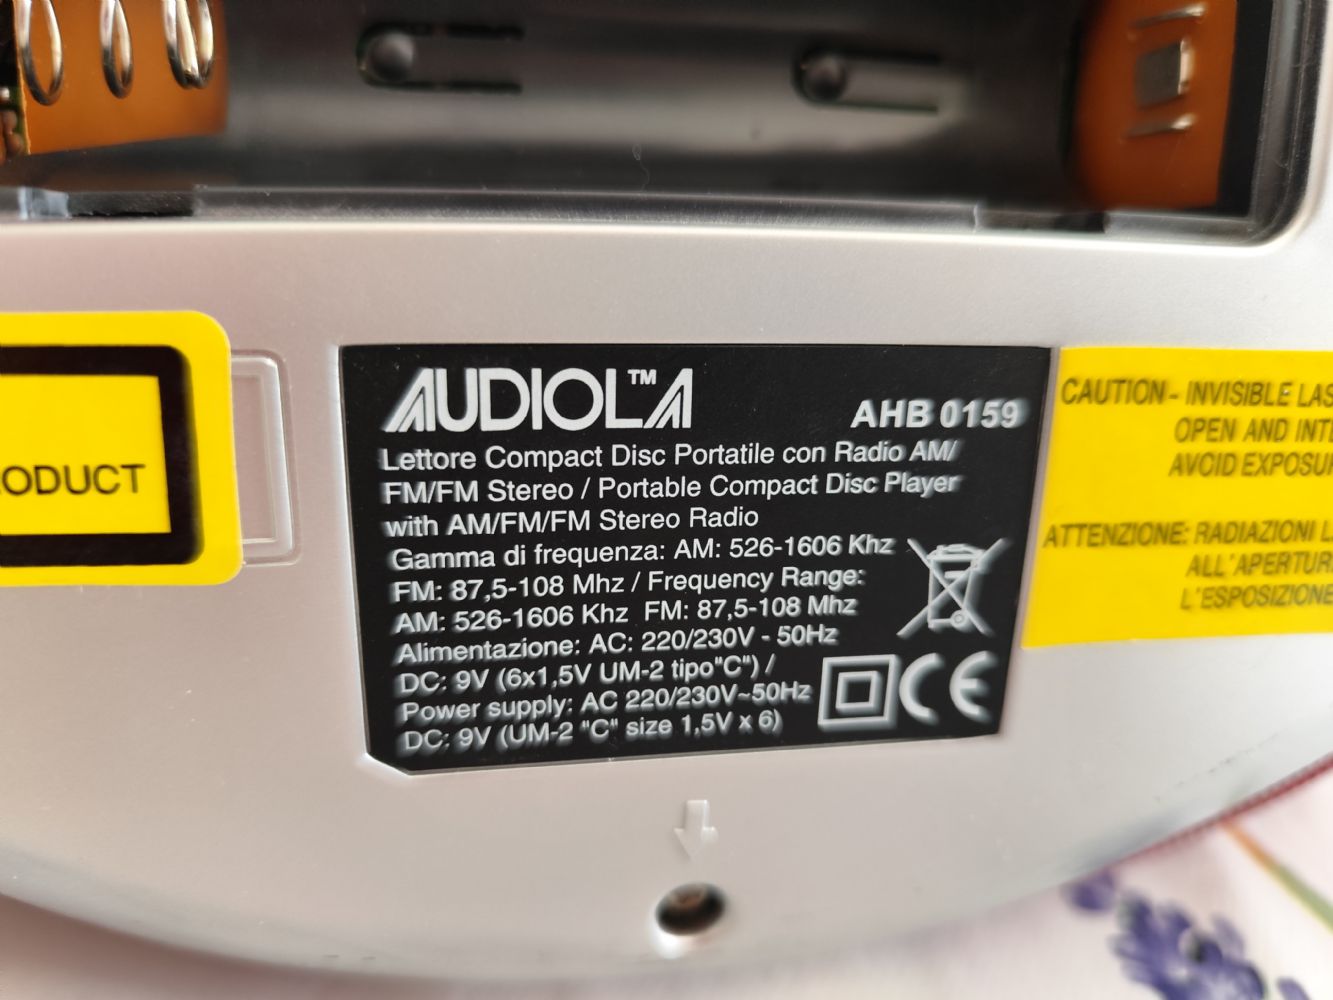 AUDIOLA™
AHB 0159
Lettore Compact Disc Portatile con Radio AM/
FM/FM Stereo / Portable Compact Disc Player
with AM/FM/FM Stereo Radio
Gamma di frequenza: AM: 526-1606 Khz
FM: 87,5-108 Mhz / Frequency Range:
AM: 526-1606 Khz FM: 87,5-108 Mhz
Alimentazione: AC: 220/230V - 50Hz
DC: 9V (6x1,5V UM-2 tipo"C") /
Power supply: AC 220/230V~50Hz
DC: 9V (UM-2 "C" size 1,5V x 6)
CE
ODUCT
CAUTION - INVISIBLE LAS
OPEN AND INTE
AVOID EXPOSU
ATTENZIONE: RADIAZIONI L
ALL'APERTUR
L'ESPOSIZIONE